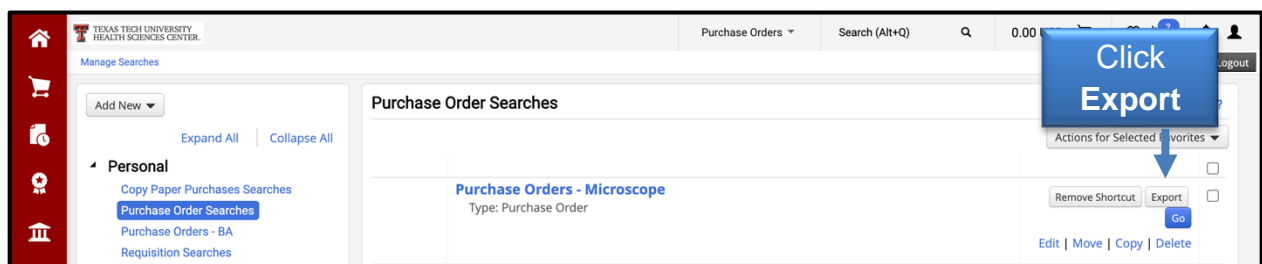 TEXAS TECH UNIVERSITY
HEALTH SCIENCES CENTER.
Purchase Orders
Search (Alt+Q)
0.00
Manage Searches
Logout
Click
Export
Add New
Purchase Order Searches
?
Expand All
Collapse All
Actions for Selected Favorites
Personal
Copy Paper Purchases Searches
Purchase Orders - Microscope
Remove Shortcut
Export
Purchase Order Searches
Type: Purchase Order
Go
Purchase Orders - BA
Edit | Move | Copy | Delete
Requisition Searches